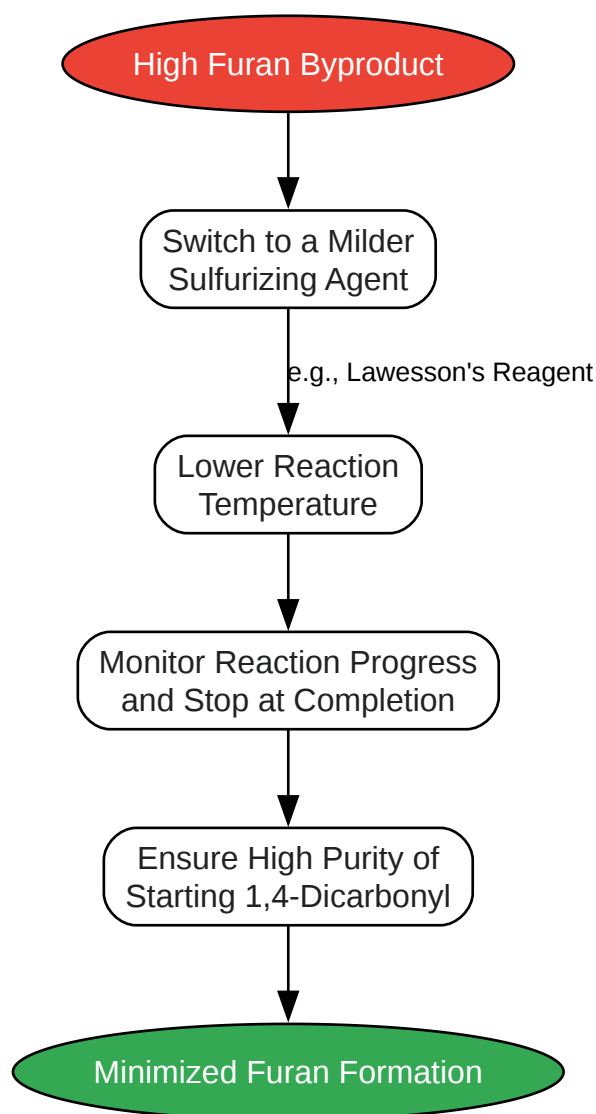 High Furan Byproduct
Switch to a Milder
Sulfurizing Agent
e.g., Lawesson's Reagent
Lower Reaction
Temperature
Monitor Reaction Progress
and Stop at Completion
Ensure High Purity of
Starting 1,4-Dicarbonyl
Minimized Furan Formation